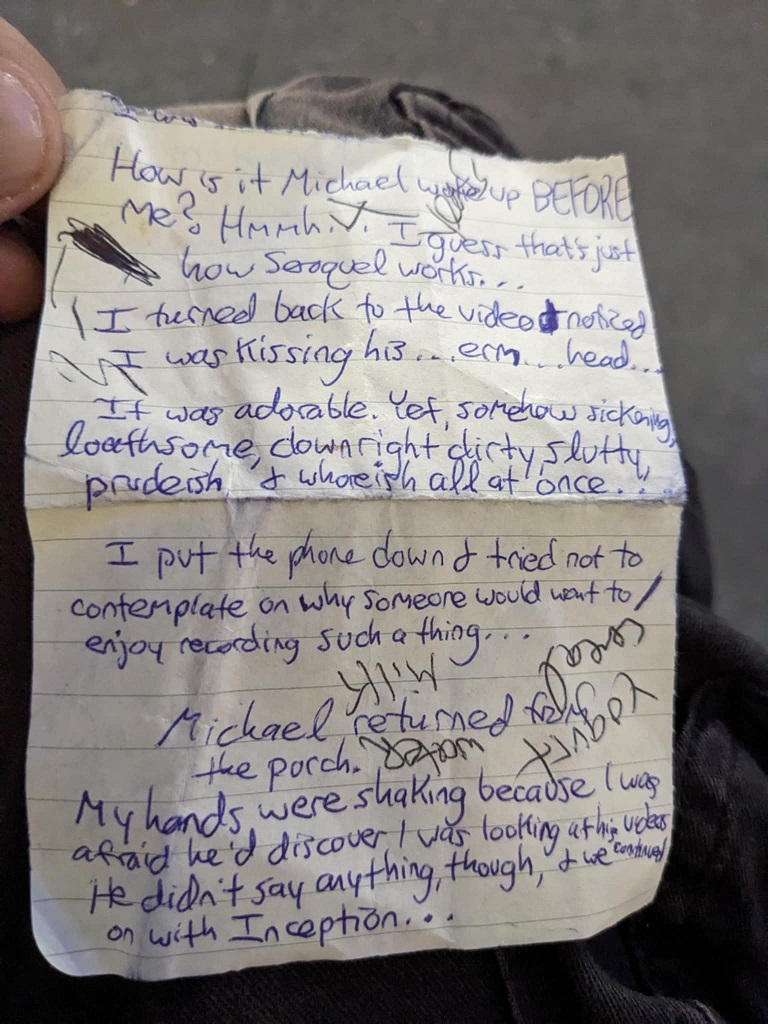 How is it Michael woke up BEFORE
Me? Hmmh... I guess that's just
how Seroquel works...
I turned back to the video & noticed
I was kissing his...erm...head...
It was adorable. Yet, somehow sickening,
loathsome, downright dirty, slutty,
prudeish, & whoreish all at once...
I put the phone down & tried not to
contemplate on why someone would want to /
enjoy recording such a thing...
Milk
cereal
Yogurt
water
Michael returned from
the porch.
My hands were shaking because I was
afraid he'd discover I was looking at his videos
He didn't say anything, though, & we continued
on with Inception...